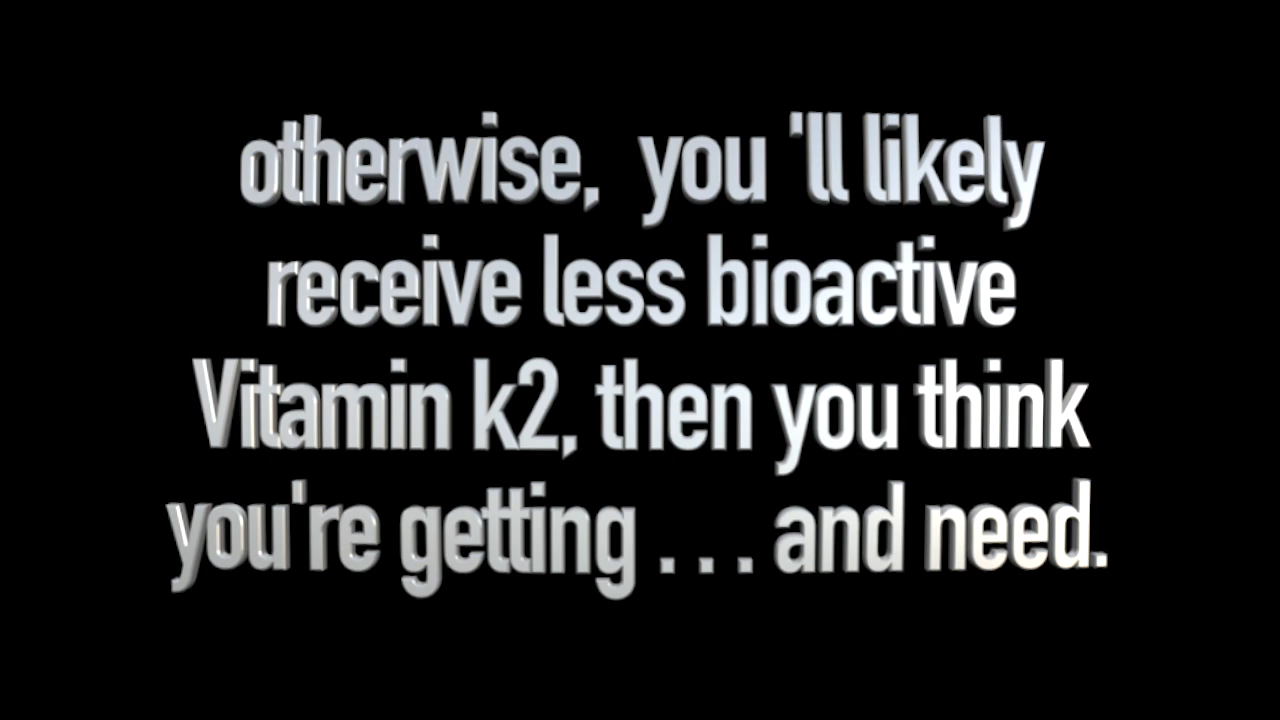 otherwise,  you 'll likely
receive less bioactive
Vitamin k2, then you think
you're getting . . . and need.